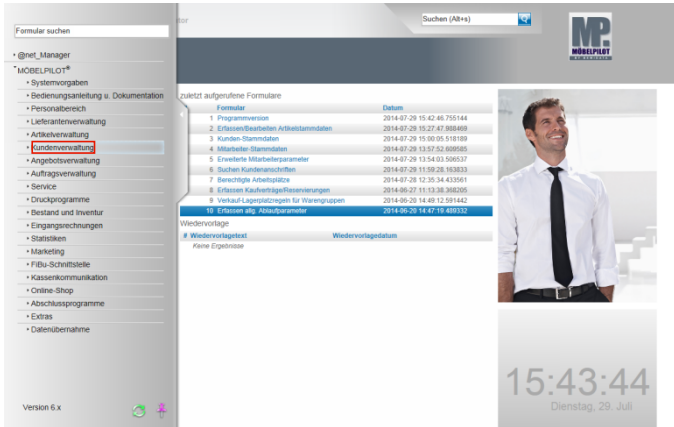 Formular suchen
tor
Suchen (Alt+s)
MP.
MÖBELPILOT
@net_Manager
MÖBELPILOT®
Systemvorgaben
Bedienungsanleitung u. Dokumentation
Personalbereich
Lieferantenverwaltung
Artikelverwaltung
Kundenverwaltung
Angebotsverwaltung
Auftragsverwaltung
Service
Druckprogramme
Bestand und Inventur
Eingangsrechnungen
Statistiken
Marketing
FiBu-Schnittstelle
Kassenkommunikation
Online-Shop
Abschlussprogramme
Extras
Datenübernahme
Version 6.x
zuletzt aufgerufene Formulare
Formular Datum
1 Programmversion 2014-07-29 15:42:46.755144
2 Erfassen/Bearbeiten Artikelstammdaten 2014-07-29 15:27:47.988469
3 Kunden-Stammdaten 2014-07-29 15:00:05.518189
4 Mitarbeiter-Stammdaten 2014-07-29 13:57:52.609585
5 Erweiterte Mitarbeiterparameter 2014-07-29 13:54:03.506537
6 Suchen Kundenanschriften 2014-07-29 11:59:28.163833
7 Berechtigte Arbeitsplätze 2014-07-28 12:35:34.433561
8 Erfassen Kaufverträge/Reservierungen 2014-06-27 11:13:38.368205
9 Verkauf-Lagerplatzregeln für Warengruppen 2014-06-20 14:49:12.591442
10 Erfassen allg. Ablaufparameter 2014-06-20 14:47:19.489332
Wiedervorlage
# Wiedervorlagetext Wiedervorlagedatum
Keine Ergebnisse
15:43:44
Dienstag, 29. Juli